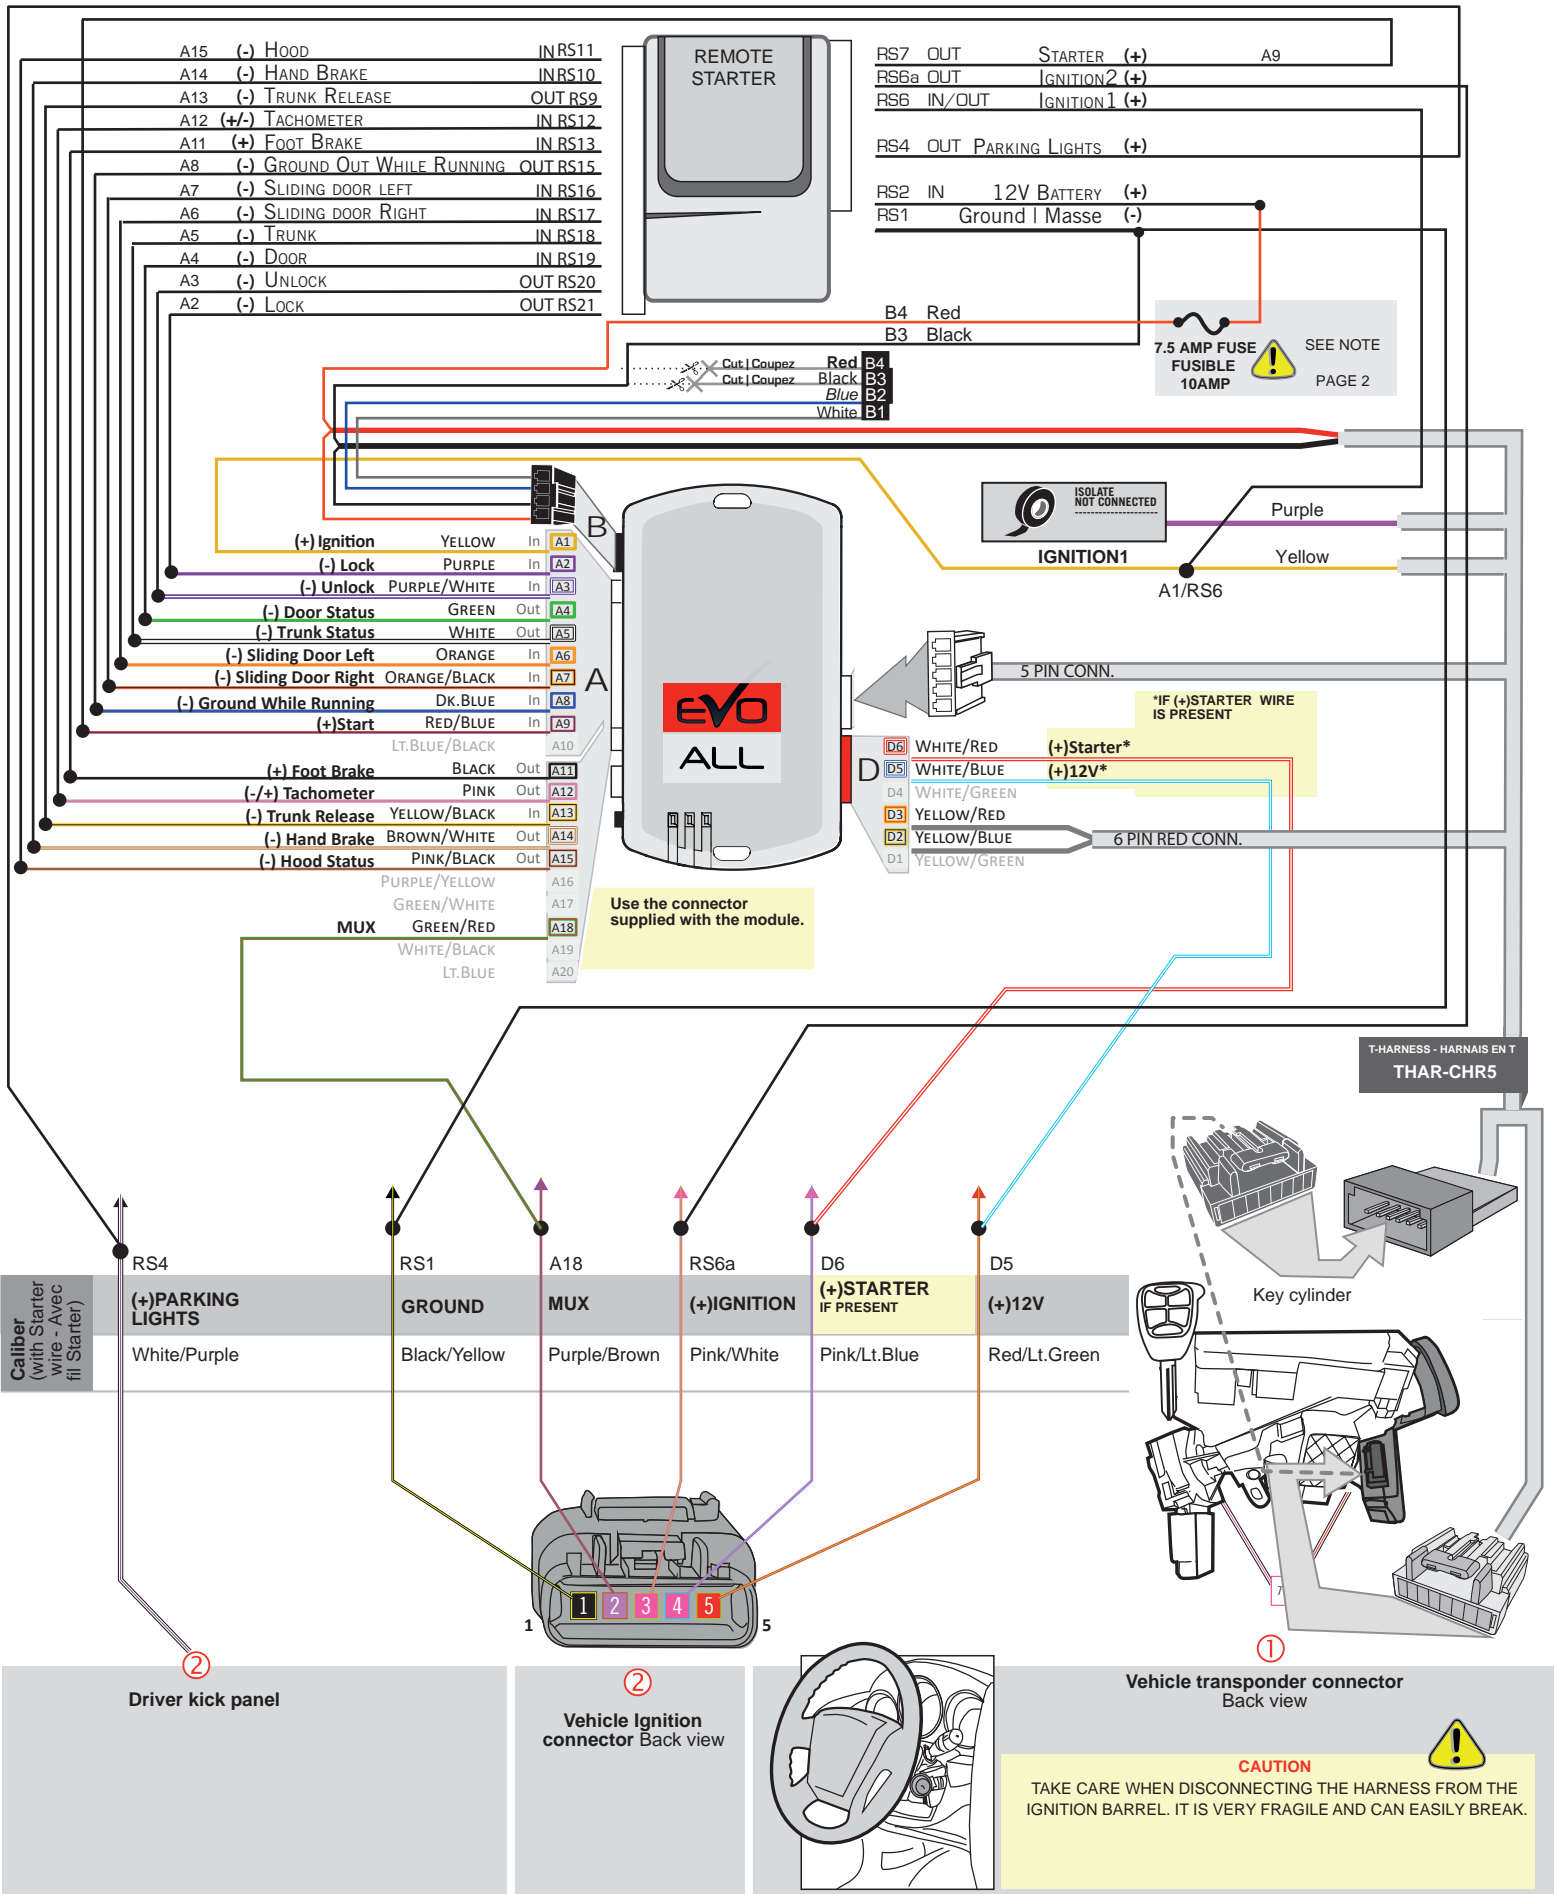 A15 (-) HOOD IN RS11
A14 (-) HAND BRAKE IN RS10
A13 (-) TRUNK RELEASE OUT RS9
A12 (+/-) TACHOMETER IN RS12
A11 (+) FOOT BRAKE IN RS13
A8 (-) GROUND OUT WHILE RUNNING OUT RS15
A7 (-) SLIDING DOOR LEFT IN RS16
A6 (-) SLIDING DOOR RIGHT IN RS17
A5 (-) TRUNK IN RS18
A4 (-) DOOR IN RS19
A3 (-) UNLOCK OUT RS20
A2 (-) LOCK OUT RS21
REMOTE
STARTER
RS7 OUT STARTER (+) A9
RS6a OUT IGNITION2 (+)
RS6 IN/OUT IGNITION1 (+)
RS4 OUT PARKING LIGHTS (+)
RS2 IN 12V BATTERY (+)
RS1 Ground | Masse (-)
B4 Red
B3 Black
7.5 AMP FUSE
FUSIBLE
10AMP
SEE NOTE
PAGE 2
Cut | Coupez Red B4
Cut | Coupez Black B3
Blue B2
White B1
ISOLATE
NOT CONNECTED
Purple
IGNITION1
Yellow
A1/RS6
B
A
(+) Ignition YELLOW In A1
(-) Lock PURPLE In A2
(-) Unlock PURPLE/WHITE In A3
(-) Door Status GREEN Out A4
(-) Trunk Status WHITE Out A5
(-) Sliding Door Left ORANGE In A6
(-) Sliding Door Right ORANGE/BLACK In A7
(-) Ground While Running DK.BLUE In A8
(+)Start RED/BLUE In A9
LT.BLUE/BLACK A10
(+) Foot Brake BLACK Out A11
(-/+) Tachometer PINK Out A12
(-) Trunk Release YELLOW/BLACK In A13
(-) Hand Brake BROWN/WHITE Out A14
(-) Hood Status PINK/BLACK Out A15
PURPLE/YELLOW A16
GREEN/WHITE A17
MUX GREEN/RED A18
WHITE/BLACK A19
LT.BLUE A20
EVO
ALL
5 PIN CONN.
*IF (+)STARTER WIRE
IS PRESENT
D
D6 WHITE/RED (+)Starter*
D5 WHITE/BLUE (+)12V*
D4 WHITE/GREEN
D3 YELLOW/RED
D2 YELLOW/BLUE
D1 YELLOW/GREEN
6 PIN RED CONN.
Use the connector
supplied with the module.
T-HARNESS - HARNAIS EN T
THAR-CHR5
Key cylinder
RS4 RS1 A18 RS6a D6 D5
Caliber
(with Starter
wire - Avec
fil Starter)
(+)PARKING
LIGHTS
GROUND
MUX
(+)IGNITION
(+)STARTER
IF PRESENT
(+)12V
White/Purple Black/Yellow Purple/Brown Pink/White Pink/Lt.Blue Red/Lt.Green
1 2 3 4 5
1 5
7
②
Driver kick panel
②
Vehicle Ignition
connector Back view
①
Vehicle transponder connector
Back view
CAUTION
TAKE CARE WHEN DISCONNECTING THE HARNESS FROM THE
IGNITION BARREL. IT IS VERY FRAGILE AND CAN EASILY BREAK.